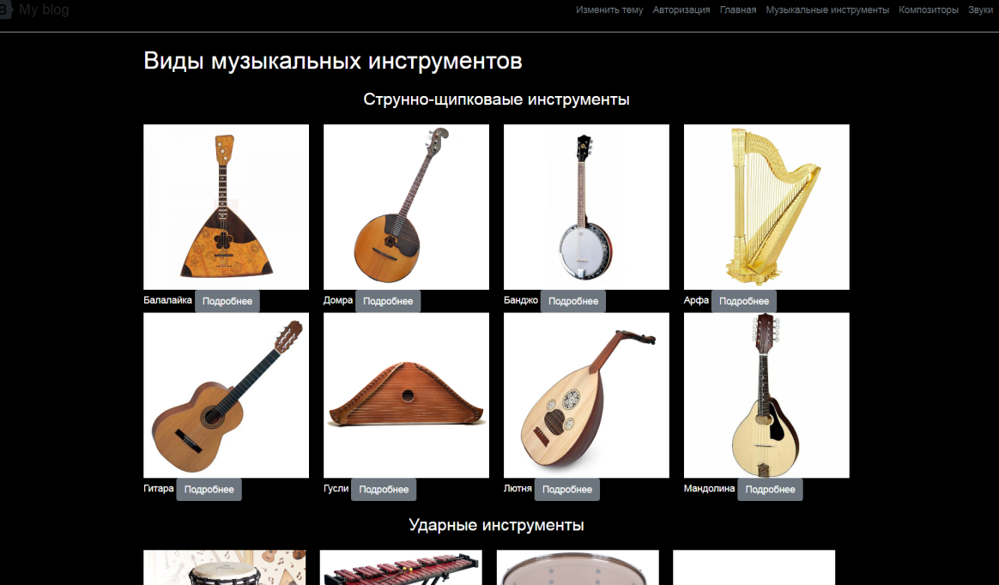 B My blog
Изменить тему Авторизация Главная Музыкальные инструменты Композиторы Звуки
Виды музыкальных инструментов
Струнно-щипковаые инструменты
Балалайка Подробнее
Домра Подробнее
Банджо Подробнее
Арфа Подробнее
Гитара Подробнее
Гусли Подробнее
Лютня Подробнее
Мандолина Подробнее
Ударные инструменты